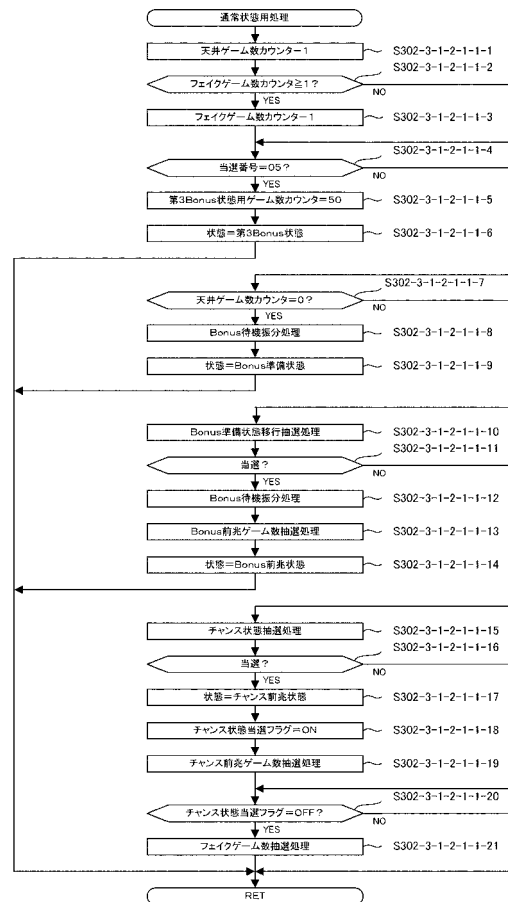 通常状態用処理
天井ゲーム数カウンター1 S302-3-1-2-1-1-1
S302-3-1-2-1-1-2
フェイクゲーム数カウンタ≧1?
NO
YES
フェイクゲーム数カウンター1 S302-3-1-2-1-1-3
S302-3-1-2-1-1-4
当選番号=05?
NO
YES
第3Bonus状態用ゲーム数カウンタ=50 S302-3-1-2-1-1-5
状態=第3Bonus状態 S302-3-1-2-1-1-6
S302-3-1-2-1-1-7
天井ゲーム数カウンタ=0?
NO
YES
Bonus待機振分処理 S302-3-1-2-1-1-8
状態=Bonus準備状態 S302-3-1-2-1-1-9
Bonus準備状態移行抽選処理 S302-3-1-2-1-1-10
S302-3-1-2-1-1-11
当選?
NO
YES
Bonus待機振分処理 S302-3-1-2-1-1-12
Bonus前兆ゲーム数抽選処理 S302-3-1-2-1-1-13
状態=Bonus前兆状態 S302-3-1-2-1-1-14
チャンス状態抽選処理 S302-3-1-2-1-1-15
S302-3-1-2-1-1-16
当選?
NO
YES
状態=チャンス前兆状態 S302-3-1-2-1-1-17
チャンス状態当選フラグ=ON S302-3-1-2-1-1-18
チャンス前兆ゲーム数抽選処理 S302-3-1-2-1-1-19
S302-3-1-2-1-1-20
チャンス状態当選フラグ=OFF?
NO
YES
フェイクゲーム数抽選処理 S302-3-1-2-1-1-21
RET